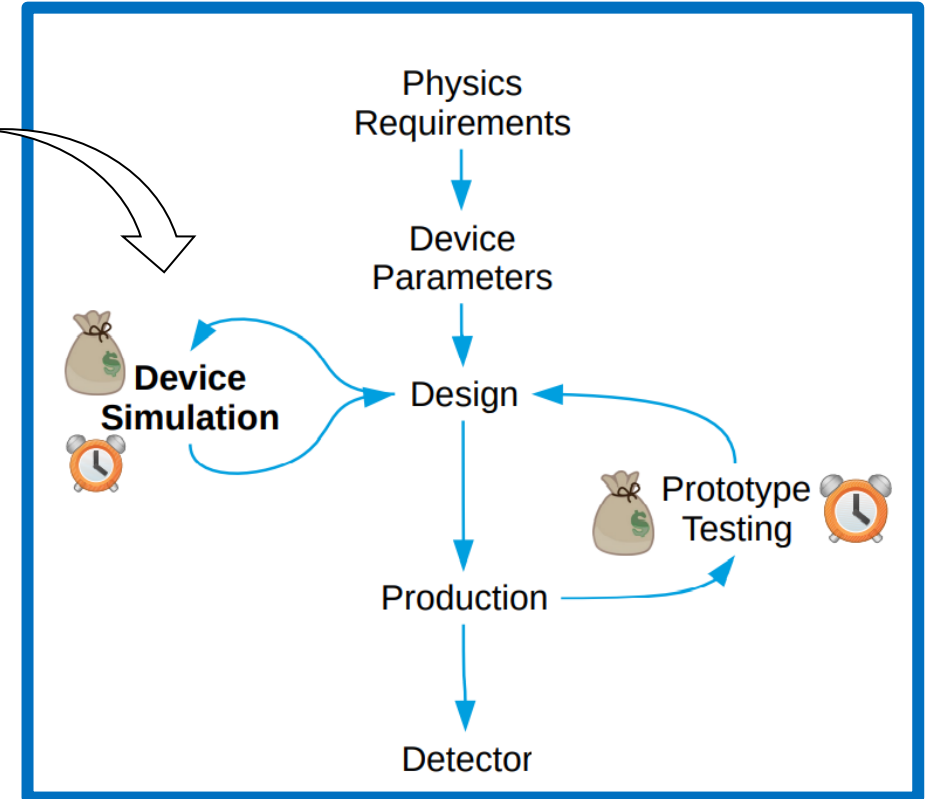 Physics
Requirements
Device
Parameters
$
Device
Simulation
Design
$
Prototype
Testing
Production
Detector